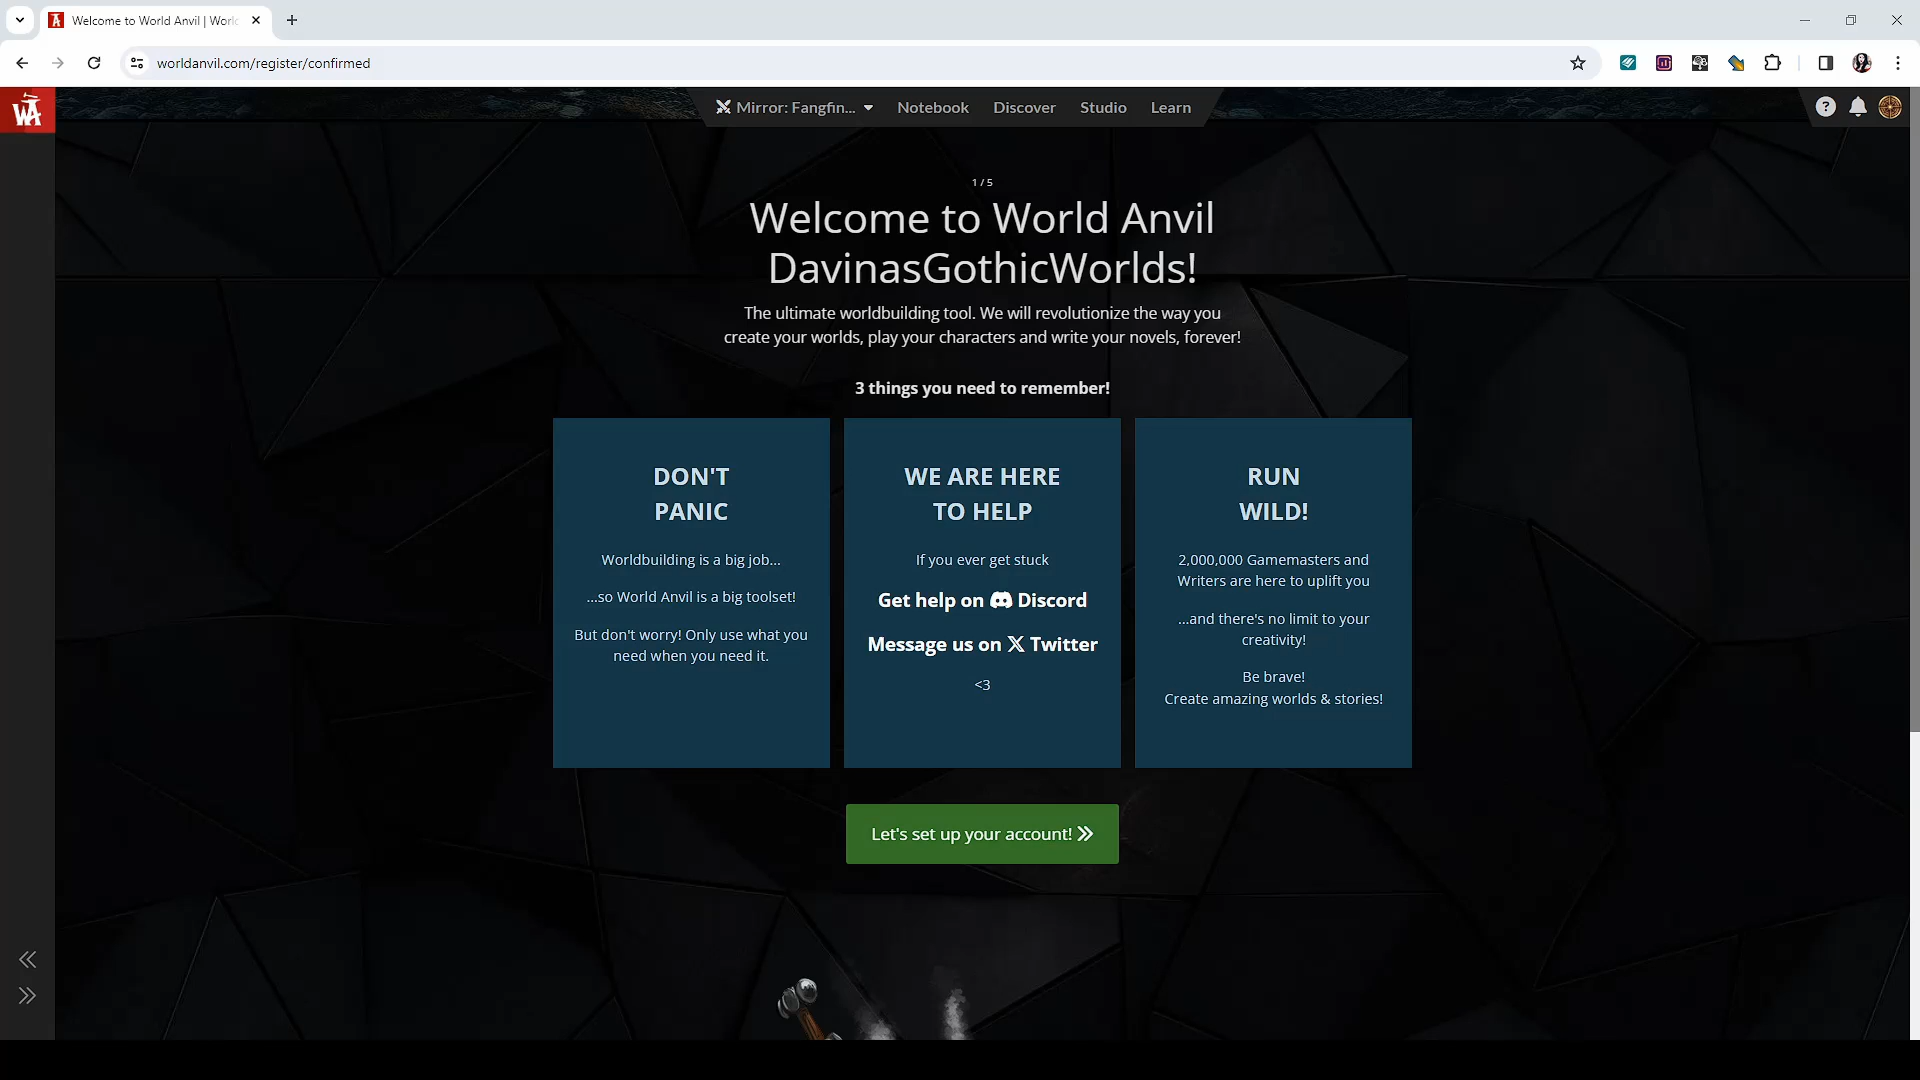 Welcome to World Anvil | Worl
worldanvil.com/register/confirmed
WA
Mirror: Fangfin...
Notebook
Discover
Studio
Learn
1 / 5
Welcome to World Anvil
DavinasGothicWorlds!
The ultimate worldbuilding tool. We will revolutionize the way you
create your worlds, play your characters and write your novels, forever!
3 things you need to remember!
DON'T
PANIC
Worldbuilding is a big job...
...so World Anvil is a big toolset!
But don't worry! Only use what you
need when you need it.
WE ARE HERE
TO HELP
If you ever get stuck
Get help on Discord
Message us on X Twitter
<3
RUN
WILD!
2,000,000 Gamemasters and
Writers are here to uplift you
...and there's no limit to your
creativity!
Be brave!
Create amazing worlds & stories!
Let's set up your account!